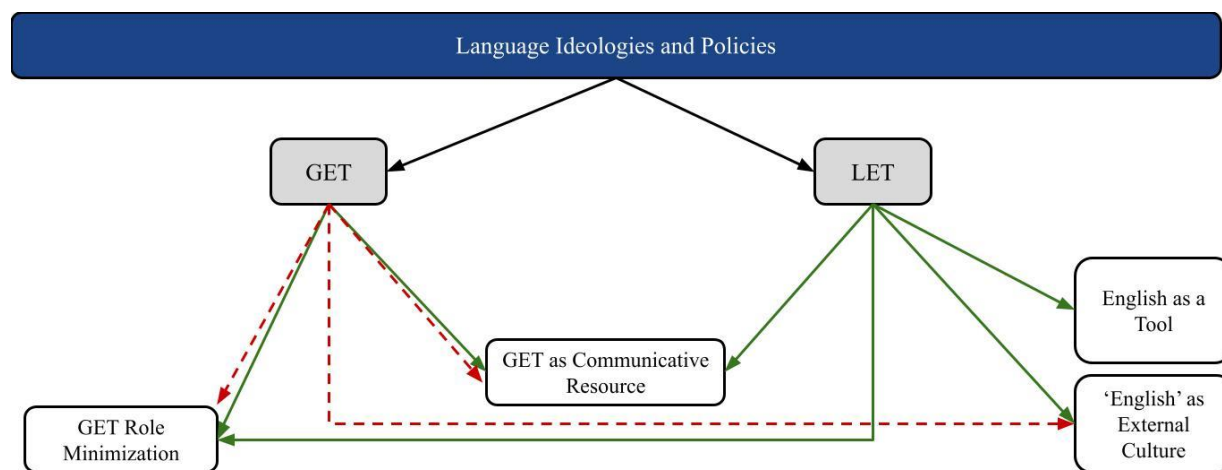 Language Ideologies and Policies
GET
LET
English as a
Tool
GET as Communicative
Resource
‘English’ as
External
Culture
GET Role
Minimization